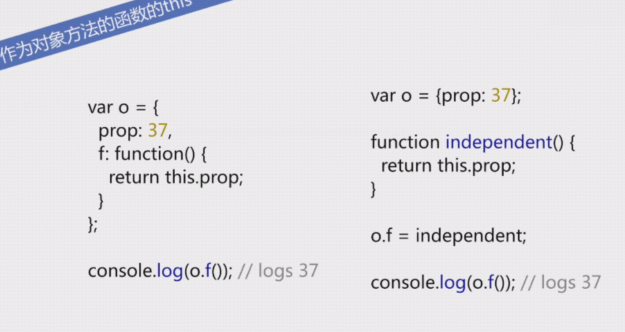 作为对象方法的函数的this
var o = {
prop: 37,
f: function() {
return this.prop;
}
};
console.log(o.f()); // logs 37
var o = {prop: 37};
function independent() {
return this.prop;
}
o.f = independent;
console.log(o.f()); // logs 37